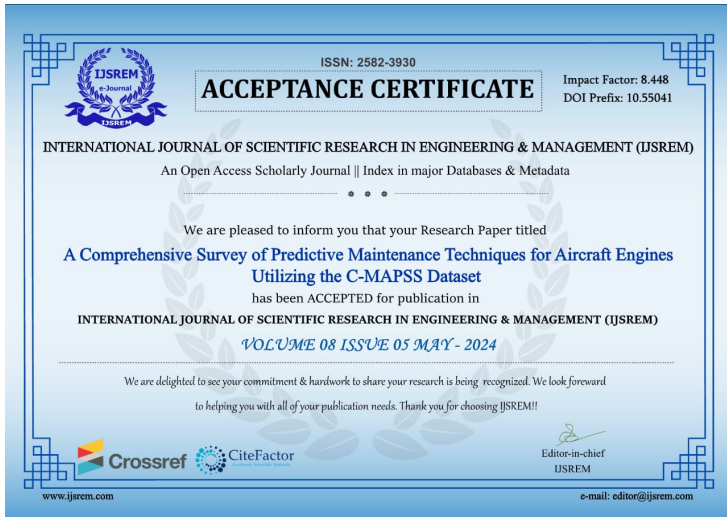 ISSN: 2582-3930
IJSREM
e-Journal
IJSREM
ACCEPTANCE CERTIFICATE
Impact Factor: 8.448
DOI Prefix: 10.55041
INTERNATIONAL JOURNAL OF SCIENTIFIC RESEARCH IN ENGINEERING & MANAGEMENT (IJSREM)
An Open Access Scholarly Journal || Index in major Databases & Metadata
We are pleased to inform you that your Research Paper titled
A Comprehensive Survey of Predictive Maintenance Techniques for Aircraft Engines
Utilizing the C-MAPSS Dataset
has been ACCEPTED for publication in
INTERNATIONAL JOURNAL OF SCIENTIFIC RESEARCH IN ENGINEERING & MANAGEMENT (IJSREM)
VOLUME 08 ISSUE 05 MAY - 2024
We are delighted to see your commitment & hardwork to share your research is being recognized. We look foreward
to helping you with all of your publication needs. Thank you for choosing IJSREM!!
Crossref
CiteFactor
Academic Scientific Journals
Editor-in-chief
IJSREM
www.ijsrem.com
e-mail: editor@ijsrem.com